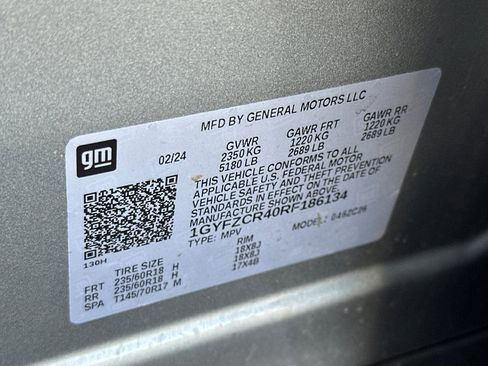 gm
MFD BY GENERAL MOTORS LLC
02/24 GVWR GAWR FRT GAWR RR
2350 KG 1220 KG 1220 KG
5180 LB 2689 LB 2689 LB
THIS VEHICLE CONFORMS TO ALL
APPLICABLE U.S. FEDERAL MOTOR
VEHICLE SAFETY AND THEFT PREVENTION
STANDARDS IN EFFECT ON THE DATE OF
MANUFACTURE SHOWN ABOVE.
1GYFZCR40RF186134
TYPE: MPV MODEL: 046ZC26
130H
TIRE SIZE RIM
FRT 235/60R18 H 18X8J
RR 235/60R18 H 18X8J
SPA T145/70R17 M 17X4B